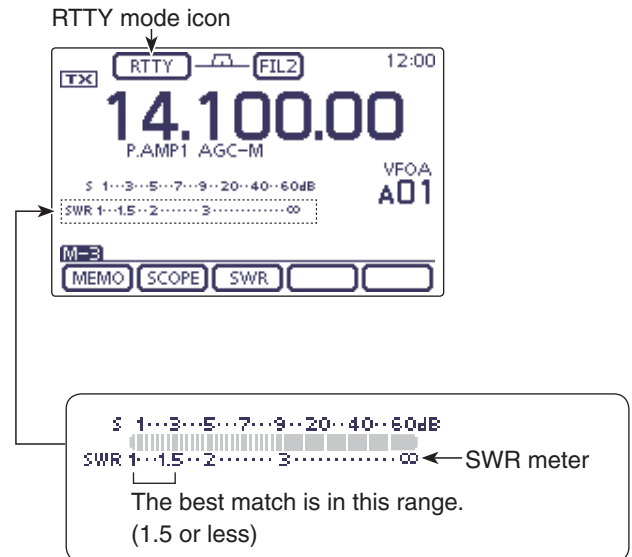 RTTY mode icon
TX RTTY FIL2 12:00
14.100.00
P.AMP1 AGC-M
VFOA
A01
S 1···3···5···7···9··20··40··60dB
SWR 1···1.5··2······· 3············∞
M-3
MEMO SCOPE SWR
S 1···3···5···7···9··20··40··60dB
SWR 1···1.5··2······· 3············∞
SWR meter
The best match is in this range.
(1.5 or less)